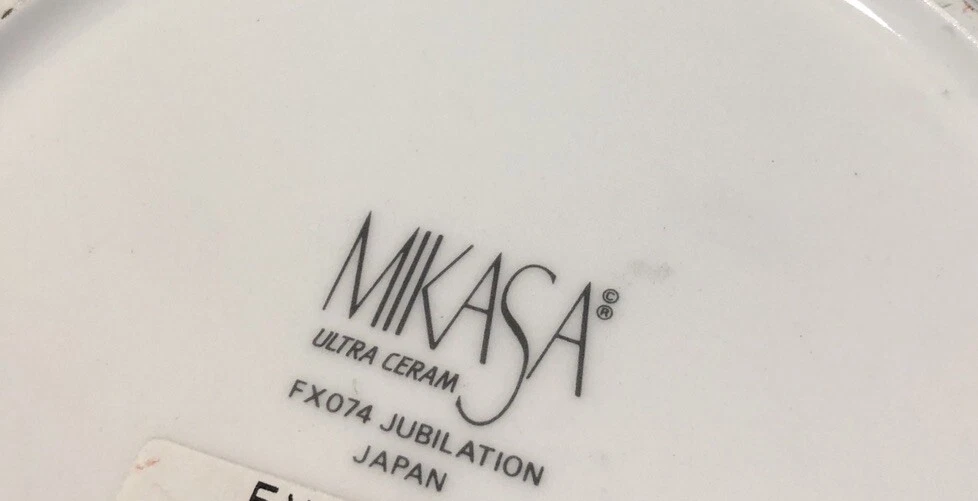 MIKASA©®
ULTRA CERAM
FX074 JUBILATION
JAPAN